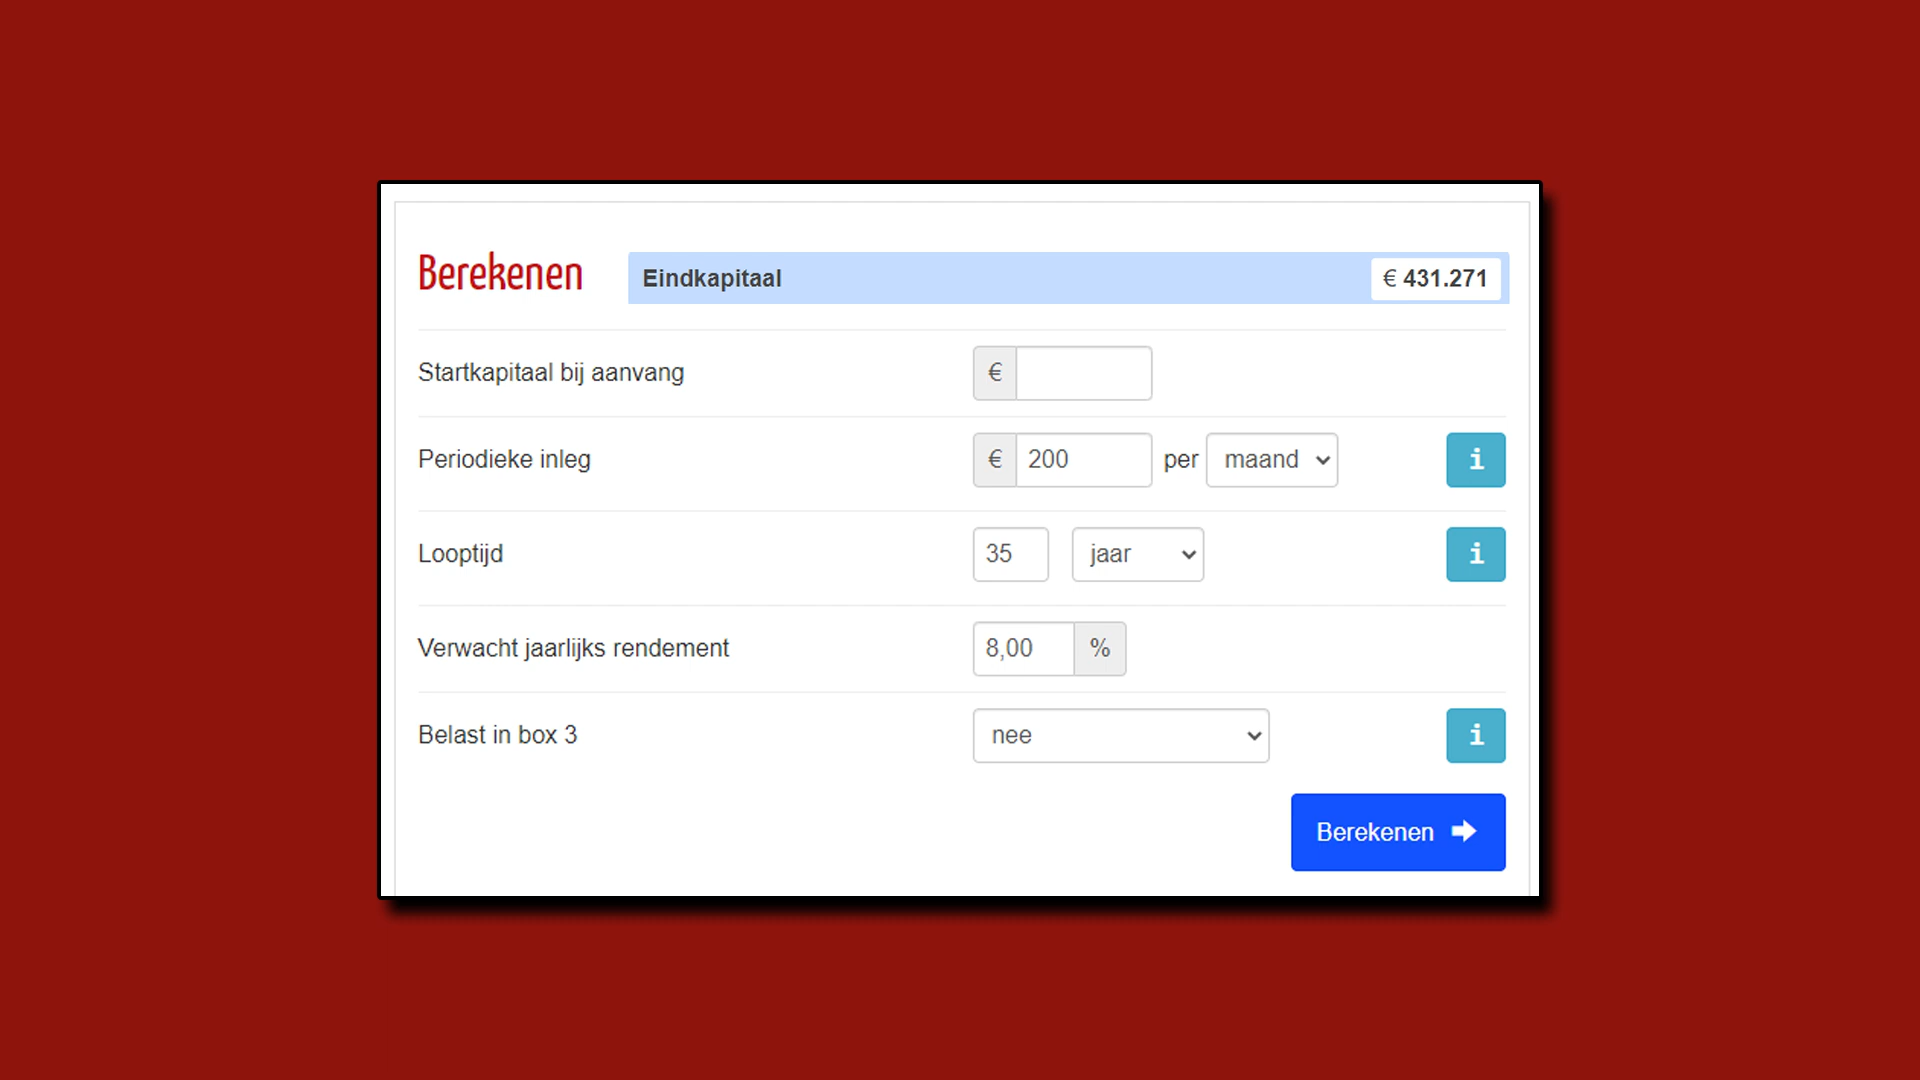 Berekenen
Eindkapitaal € 431.271
Startkapitaal bij aanvang €
Periodieke inleg € 200 per maand i
Looptijd 35 jaar i
Verwacht jaarlijks rendement 8,00 %
Belast in box 3 nee i
Berekenen